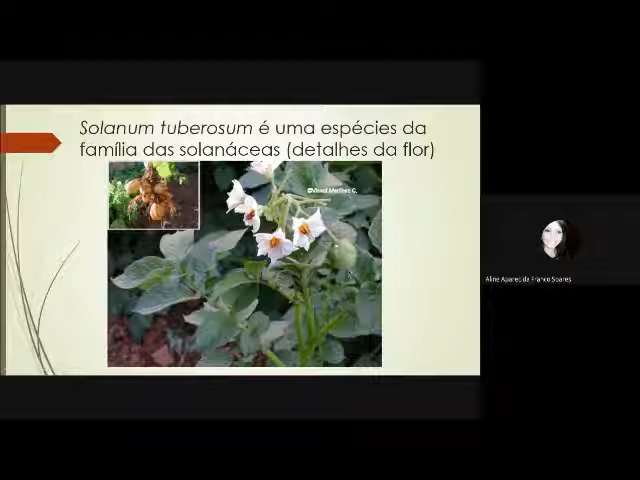 Solanum tuberosum é uma espécies da
família das solanáceas (detalhes da flor)
Aline Aparecida Franco Soares